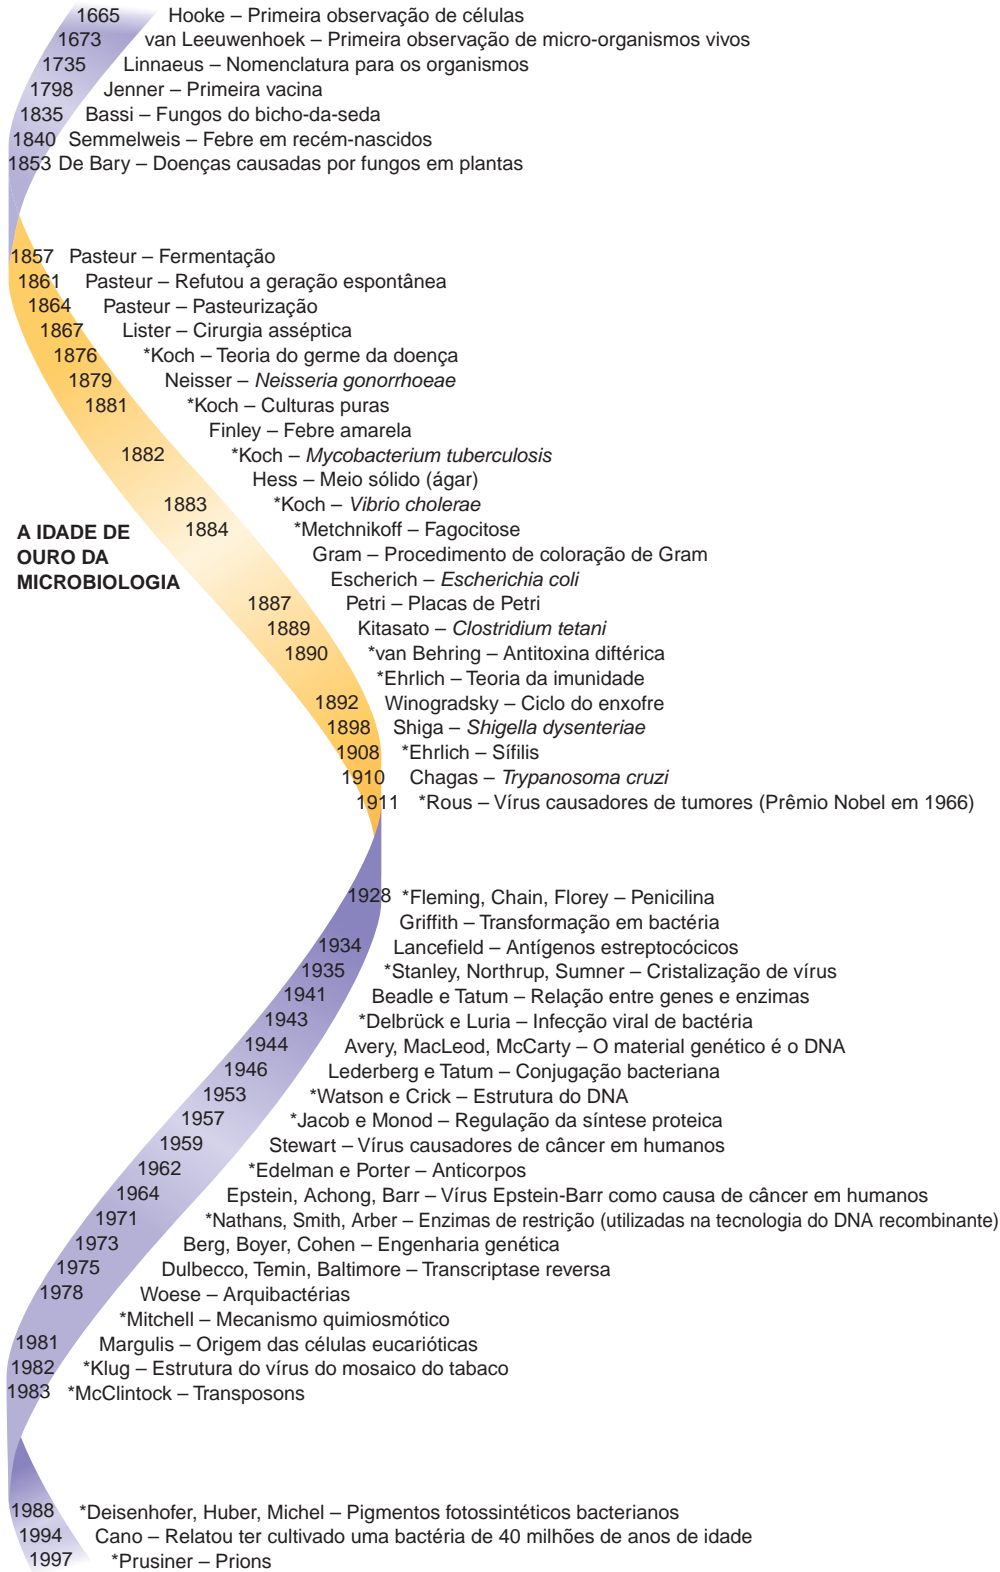 1665 Hooke – Primeira observação de células
1673 van Leeuwenhoek – Primeira observação de micro-organismos vivos
1735 Linnaeus – Nomenclatura para os organismos
1798 Jenner – Primeira vacina
1835 Bassi – Fungos do bicho-da-seda
1840 Semmelweis – Febre em recém-nascidos
1853 De Bary – Doenças causadas por fungos em plantas
1857 Pasteur – Fermentação
1861 Pasteur – Refutou a geração espontânea
1864 Pasteur – Pasteurização
1867 Lister – Cirurgia asséptica
1876 *Koch – Teoria do germe da doença
1879 Neisser – Neisseria gonorrhoeae
1881 *Koch – Culturas puras
Finley – Febre amarela
1882 *Koch – Mycobacterium tuberculosis
Hess – Meio sólido (ágar)
1883 *Koch – Vibrio cholerae
A IDADE DE
OURO DA
MICROBIOLOGIA
1884 *Metchnikoff – Fagocitose
Gram – Procedimento de coloração de Gram
Escherich – Escherichia coli
1887 Petri – Placas de Petri
1889 Kitasato – Clostridium tetani
1890 *van Behring – Antitoxina diftérica
*Ehrlich – Teoria da imunidade
1892 Winogradsky – Ciclo do enxofre
1898 Shiga – Shigella dysenteriae
1908 *Ehrlich – Sífilis
1910 Chagas – Trypanosoma cruzi
1911 *Rous – Vírus causadores de tumores (Prêmio Nobel em 1966)
1928 *Fleming, Chain, Florey – Penicilina
Griffith – Transformação em bactéria
1934 Lancefield – Antígenos estreptocócicos
1935 *Stanley, Northrup, Sumner – Cristalização de vírus
1941 Beadle e Tatum – Relação entre genes e enzimas
1943 *Delbrück e Luria – Infecção viral de bactéria
1944 Avery, MacLeod, McCarty – O material genético é o DNA
1946 Lederberg e Tatum – Conjugação bacteriana
1953 *Watson e Crick – Estrutura do DNA
1957 *Jacob e Monod – Regulação da síntese proteica
1959 Stewart – Vírus causadores de câncer em humanos
1962 *Edelman e Porter – Anticorpos
1964 Epstein, Achong, Barr – Vírus Epstein-Barr como causa de câncer em humanos
1971 *Nathans, Smith, Arber – Enzimas de restrição (utilizadas na tecnologia do DNA recombinante)
1973 Berg, Boyer, Cohen – Engenharia genética
1975 Dulbecco, Temin, Baltimore – Transcriptase reversa
1978 Woese – Arquibactérias
*Mitchell – Mecanismo quimiosmótico
1981 Margulis – Origem das células eucarióticas
1982 *Klug – Estrutura do vírus do mosaico do tabaco
1983 *McClintock – Transposons
1988 *Deisenhofer, Huber, Michel – Pigmentos fotossintéticos bacterianos
1994 Cano – Relatou ter cultivado uma bactéria de 40 milhões de anos de idade
1997 *Prusiner – Prions